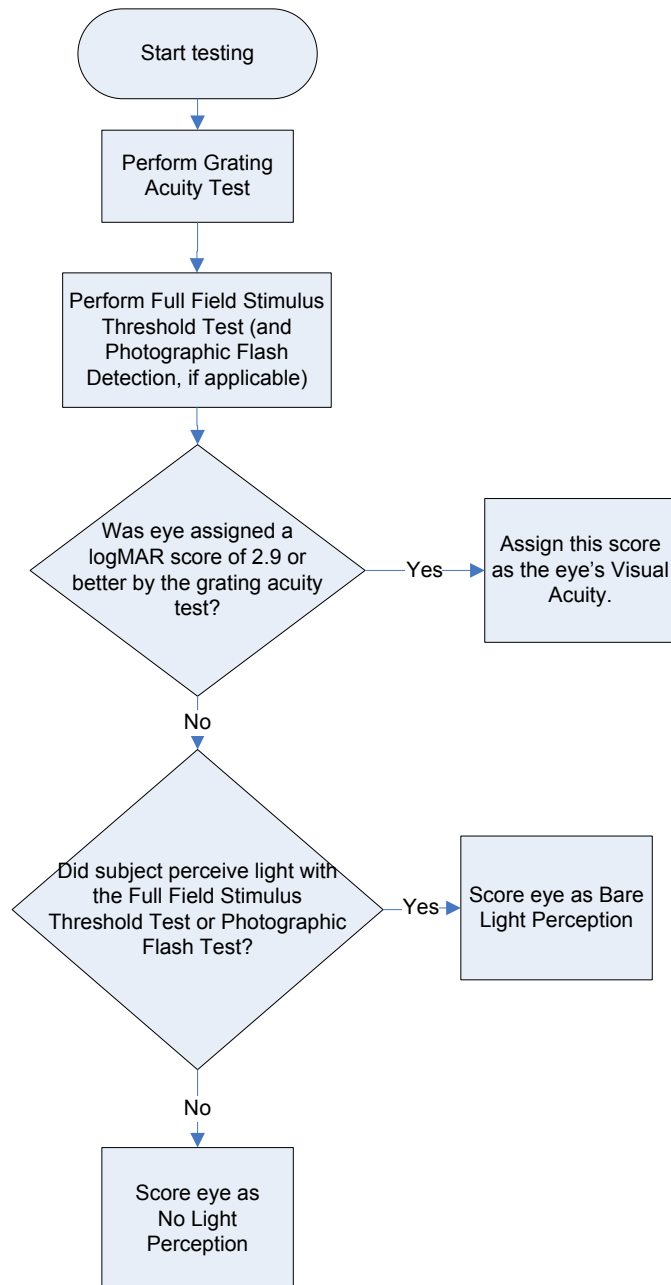 Start testing
Perform Grating
Acuity Test
Perform Full Field Stimulus
Threshold Test (and
Photographic Flash
Detection, if applicable)
Was eye assigned a
logMAR score of 2.9 or
better by the grating acuity
test?
Yes
Assign this score
as the eye’s Visual
Acuity.
No
Did subject perceive light with
the Full Field Stimulus
Threshold Test or Photographic
Flash Test?
Yes
Score eye as Bare
Light Perception
No
Score eye as
No Light
Perception